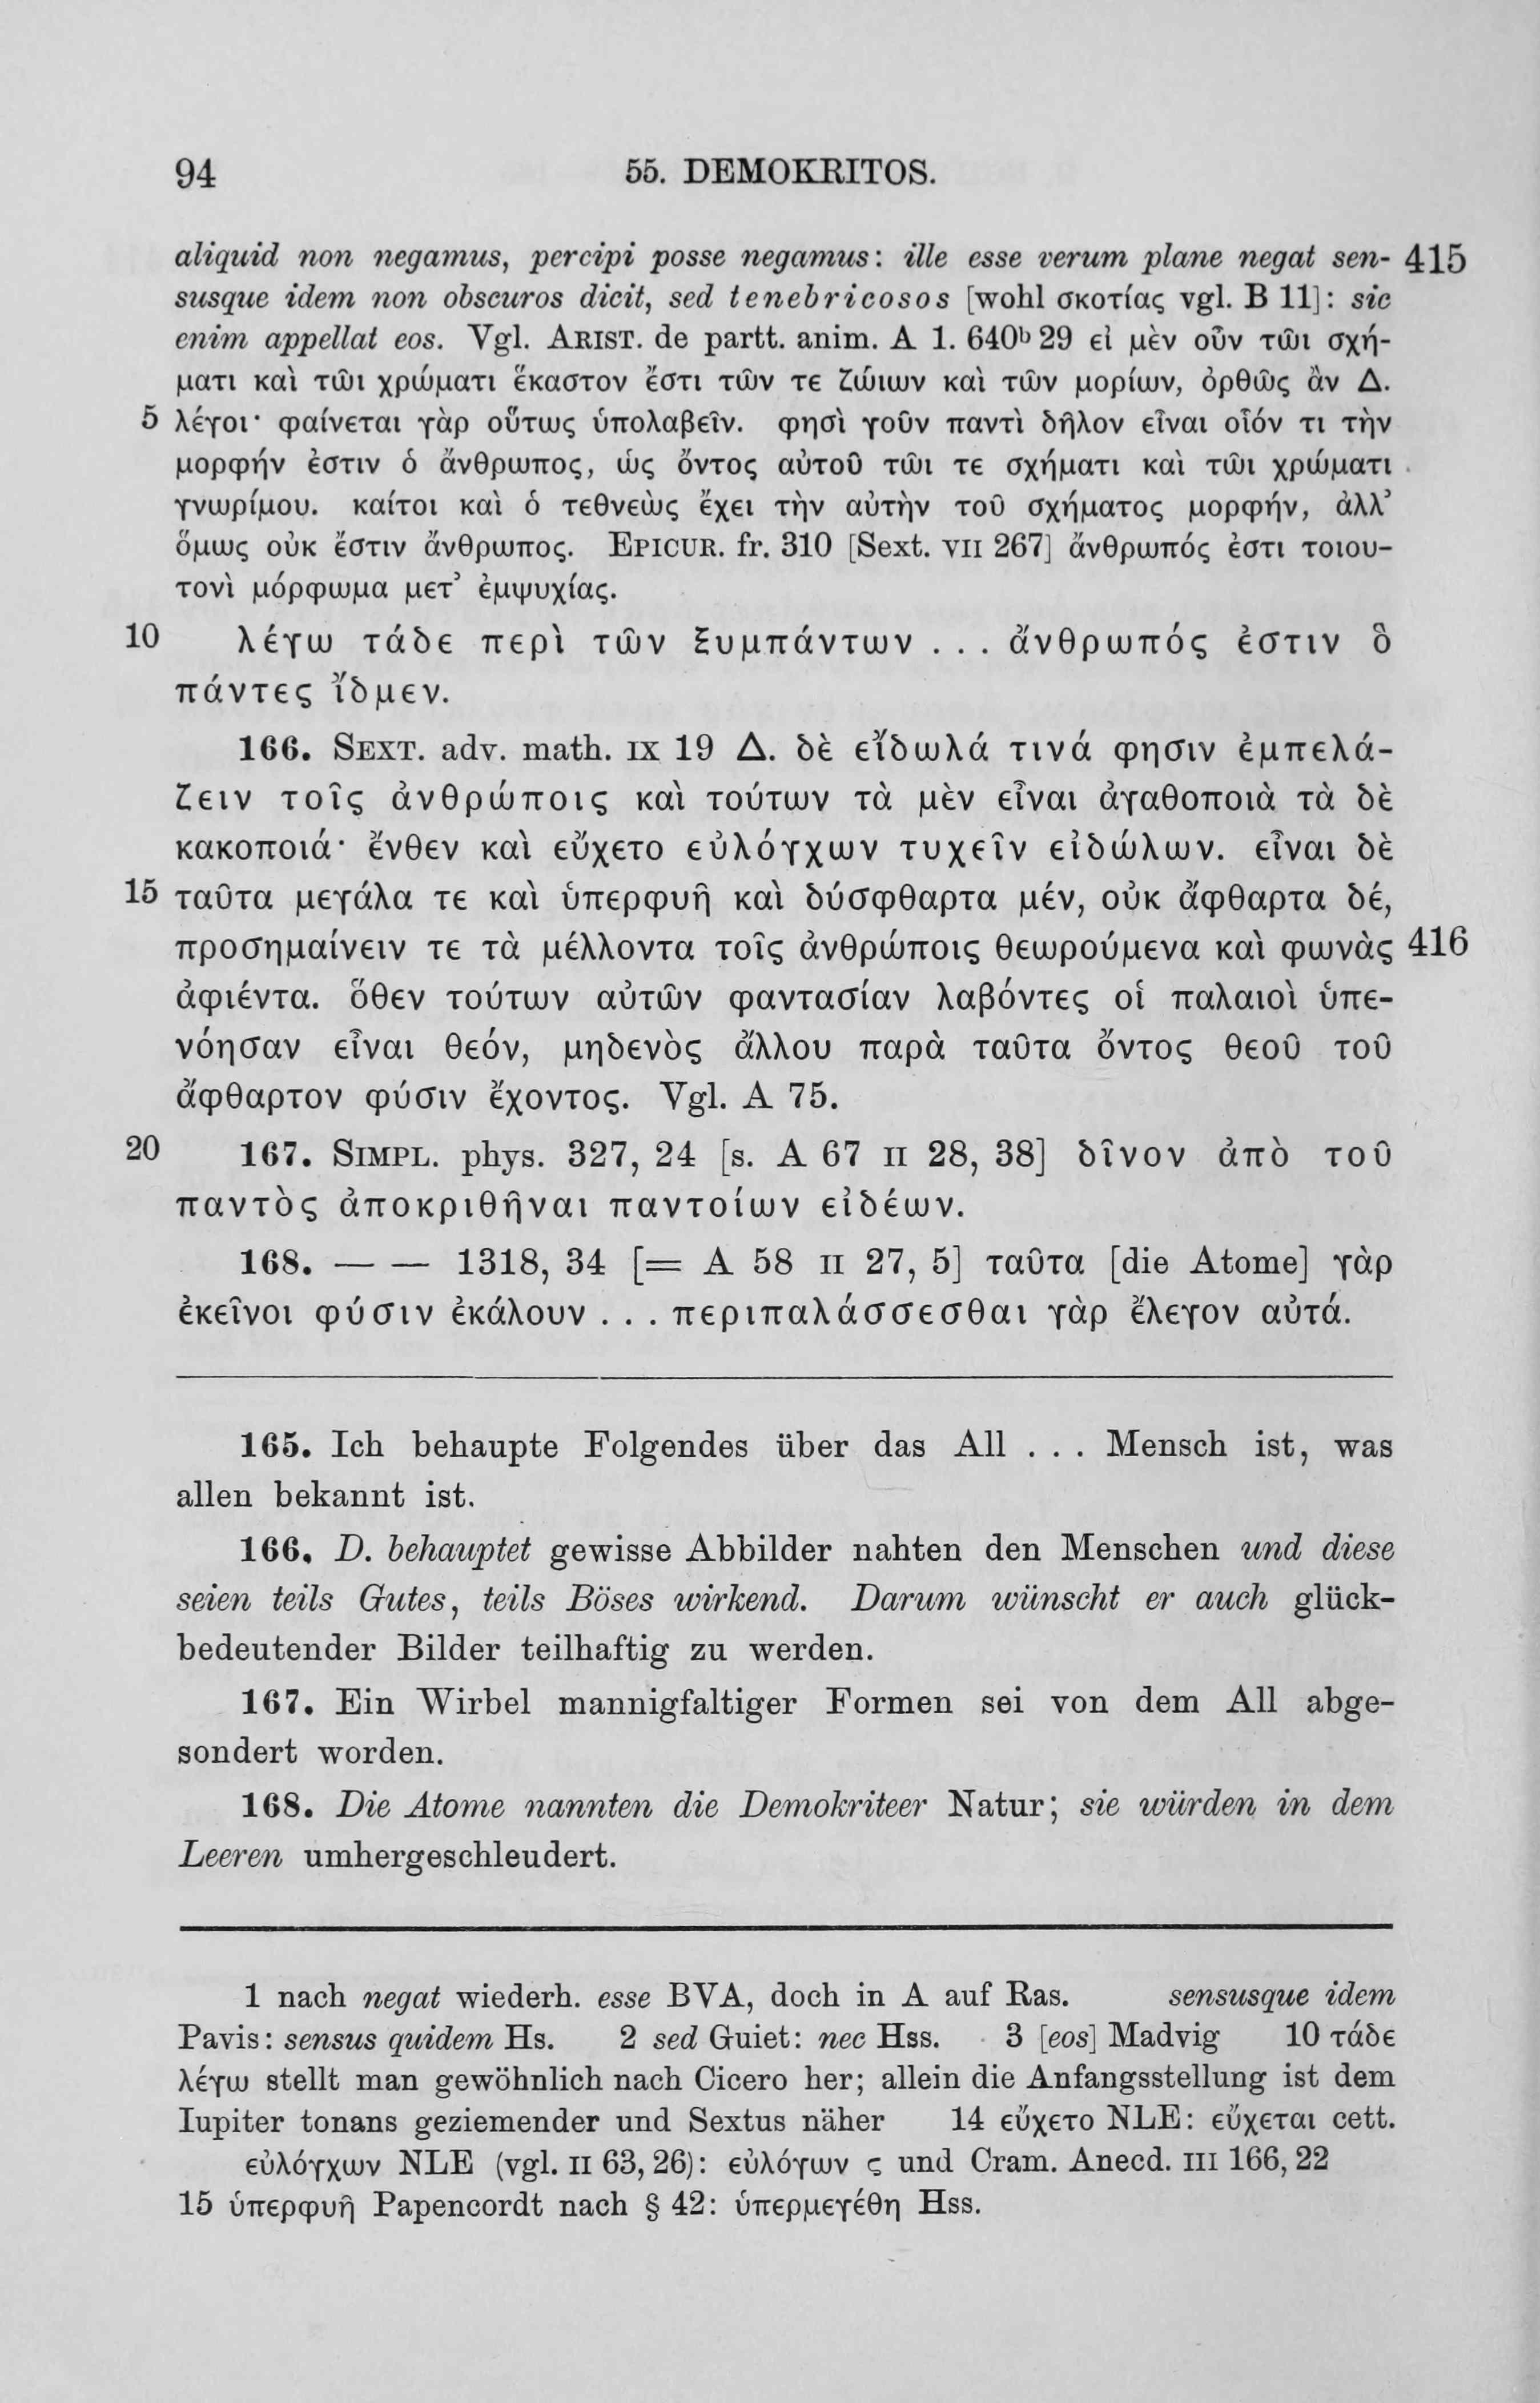 94 55. DEMOKRITOS.
aliquid non negamus, percipi posse negamus: ille esse verum plane negat sen- 415
susque idem non obscuros dicit, sed tenebricosos [wohl σκοτίας vgl. B 11]: sic
enim appellat eos. Vgl. ARIST. de partt. anim. A 1. 640ᵇ 29 εἰ μὲν οὖν τῶι σχή-
ματι καὶ τῶι χρώματι ἕκαστον ἔστι τῶν τε ζώιων καὶ τῶν μορίων, ὀρθῶς ἂν Δ.
5 λέγοι· φαίνεται γὰρ οὕτως ὑπολαβεῖν. φησὶ γοῦν παντὶ δῆλον εἶναι οἷόν τι τὴν
μορφήν ἐστιν ὁ ἄνθρωπος, ὡς ὄντος αὐτοῦ τῶι τε σχήματι καὶ τῶι χρώματι
γνωρίμου. καίτοι καὶ ὁ τεθνεὼς ἔχει τὴν αὐτὴν τοῦ σχήματος μορφήν, ἀλλ’
ὅμως οὐκ ἔστιν ἄνθρωπος. EPICUR. fr. 310 [Sext. VII 267] ἄνθρωπός ἐστι τοιου-
τονὶ μόρφωμα μετ’ ἐμψυχίας.
10 λέγω τάδε περὶ τῶν ξυμπάντων . . . ἄνθρωπός ἐστιν ὃ
πάντες ἴδμεν.
166. SEXT. adv. math. IX 19 Δ. δὲ εἴδωλά τινά φησιν ἐμπελά-
ζειν τοῖς ἀνθρώποις καὶ τούτων τὰ μὲν εἶναι ἀγαθοποιὰ τὰ δὲ
κακοποιά· ἔνθεν καὶ εὔχετο εὐλόγχων τυχεῖν εἰδώλων. εἶναι δὲ
15 ταῦτα μεγάλα τε καὶ ὑπερφυῆ καὶ δύσφθαρτα μέν, οὐκ ἄφθαρτα δέ,
προσημαίνειν τε τὰ μέλλοντα τοῖς ἀνθρώποις θεωρούμενα καὶ φωνὰς 416
ἀφιέντα. ὅθεν τούτων αὐτῶν φαντασίαν λαβόντες οἱ παλαιοὶ ὑπε-
νόησαν εἶναι θεόν, μηδενὸς ἄλλου παρὰ ταῦτα ὄντος θεοῦ τοῦ
ἄφθαρτον φύσιν ἔχοντος. Vgl. A 75.
20 167. SIMPL. phys. 327, 24 [s. A 67 II 28, 38] δῖνον ἀπὸ τοῦ
παντὸς ἀποκριθῆναι παντοίων εἰδέων.
168. — — 1318, 34 [= A 58 II 27, 5] ταῦτα [die Atome] γὰρ
ἐκεῖνοι φύσιν ἐκάλουν . . . περιπαλάσσεσθαι γὰρ ἔλεγον αὐτά.
165. Ich behaupte Folgendes über das All . . . Mensch ist, was
allen bekannt ist.
166. D. behauptet gewisse Abbilder nahten den Menschen und diese
seien teils Gutes, teils Böses wirkend. Darum wünscht er auch glück-
bedeutender Bilder teilhaftig zu werden.
167. Ein Wirbel mannigfaltiger Formen sei von dem All abge-
sondert worden.
168. Die Atome nannten die Demokriteer Natur; sie würden in dem
Leeren umhergeschleudert.
1 nach negat wiederh. esse BVA, doch in A auf Ras. sensusque idem
Pavis: sensus quidem Hs. 2 sed Guiet: nec Hss. 3 [eos] Madvig 10 τάδε
λέγω stellt man gewöhnlich nach Cicero her; allein die Anfangsstellung ist dem
Iupiter tonans geziemender und Sextus näher 14 εὔχετο NLE: εὔχεται cett.
εὐλόγχων NLE (vgl. II 63, 26): εὐλόγων ς und Cram. Anecd. III 166, 22
15 ὑπερφυῆ Papencordt nach § 42: ὑπερμεγέθη Hss.